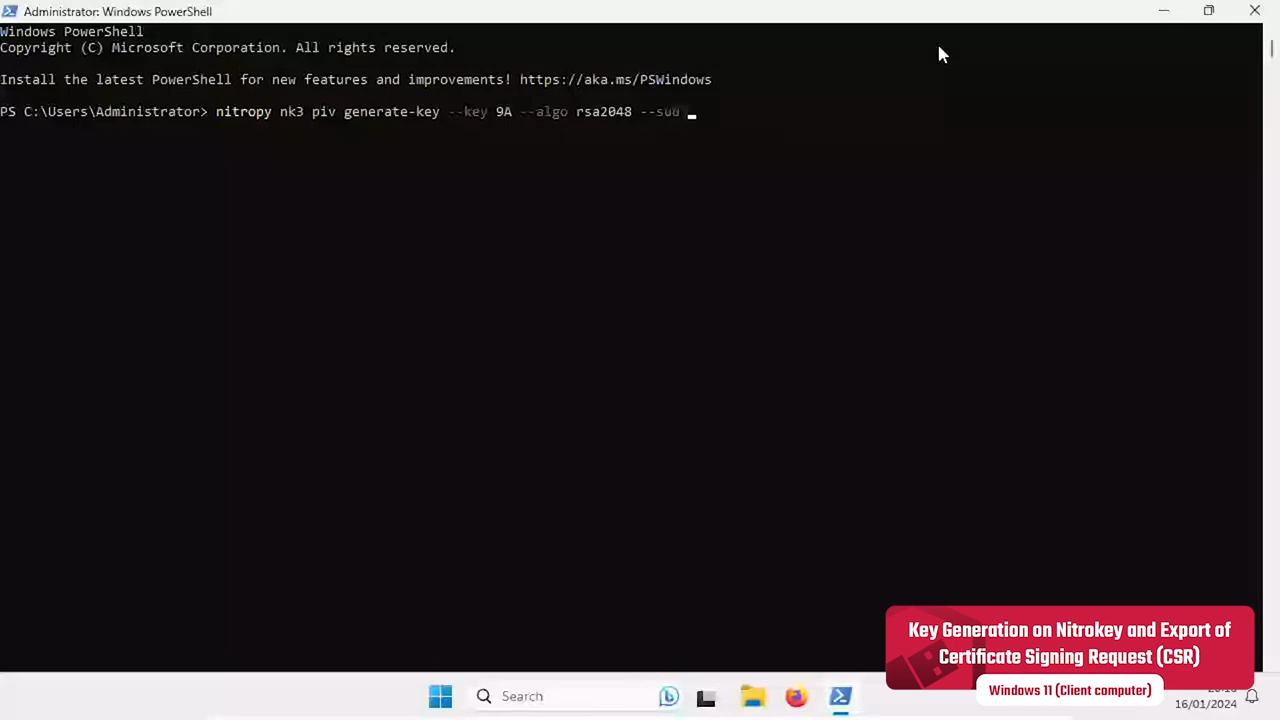 Administrator: Windows PowerShell
Windows PowerShell
Copyright (C) Microsoft Corporation. All rights reserved.
Install the latest PowerShell for new features and improvements! https://aka.ms/PSWindows
PS C:\Users\Administrator> nitropy nk3 piv generate-key --key 9A --algo rsa2048
Key Generation on Nitrokey and Export of
Certificate Signing Request (CSR)
Windows 11 (Client computer)
Search
16/01/2024